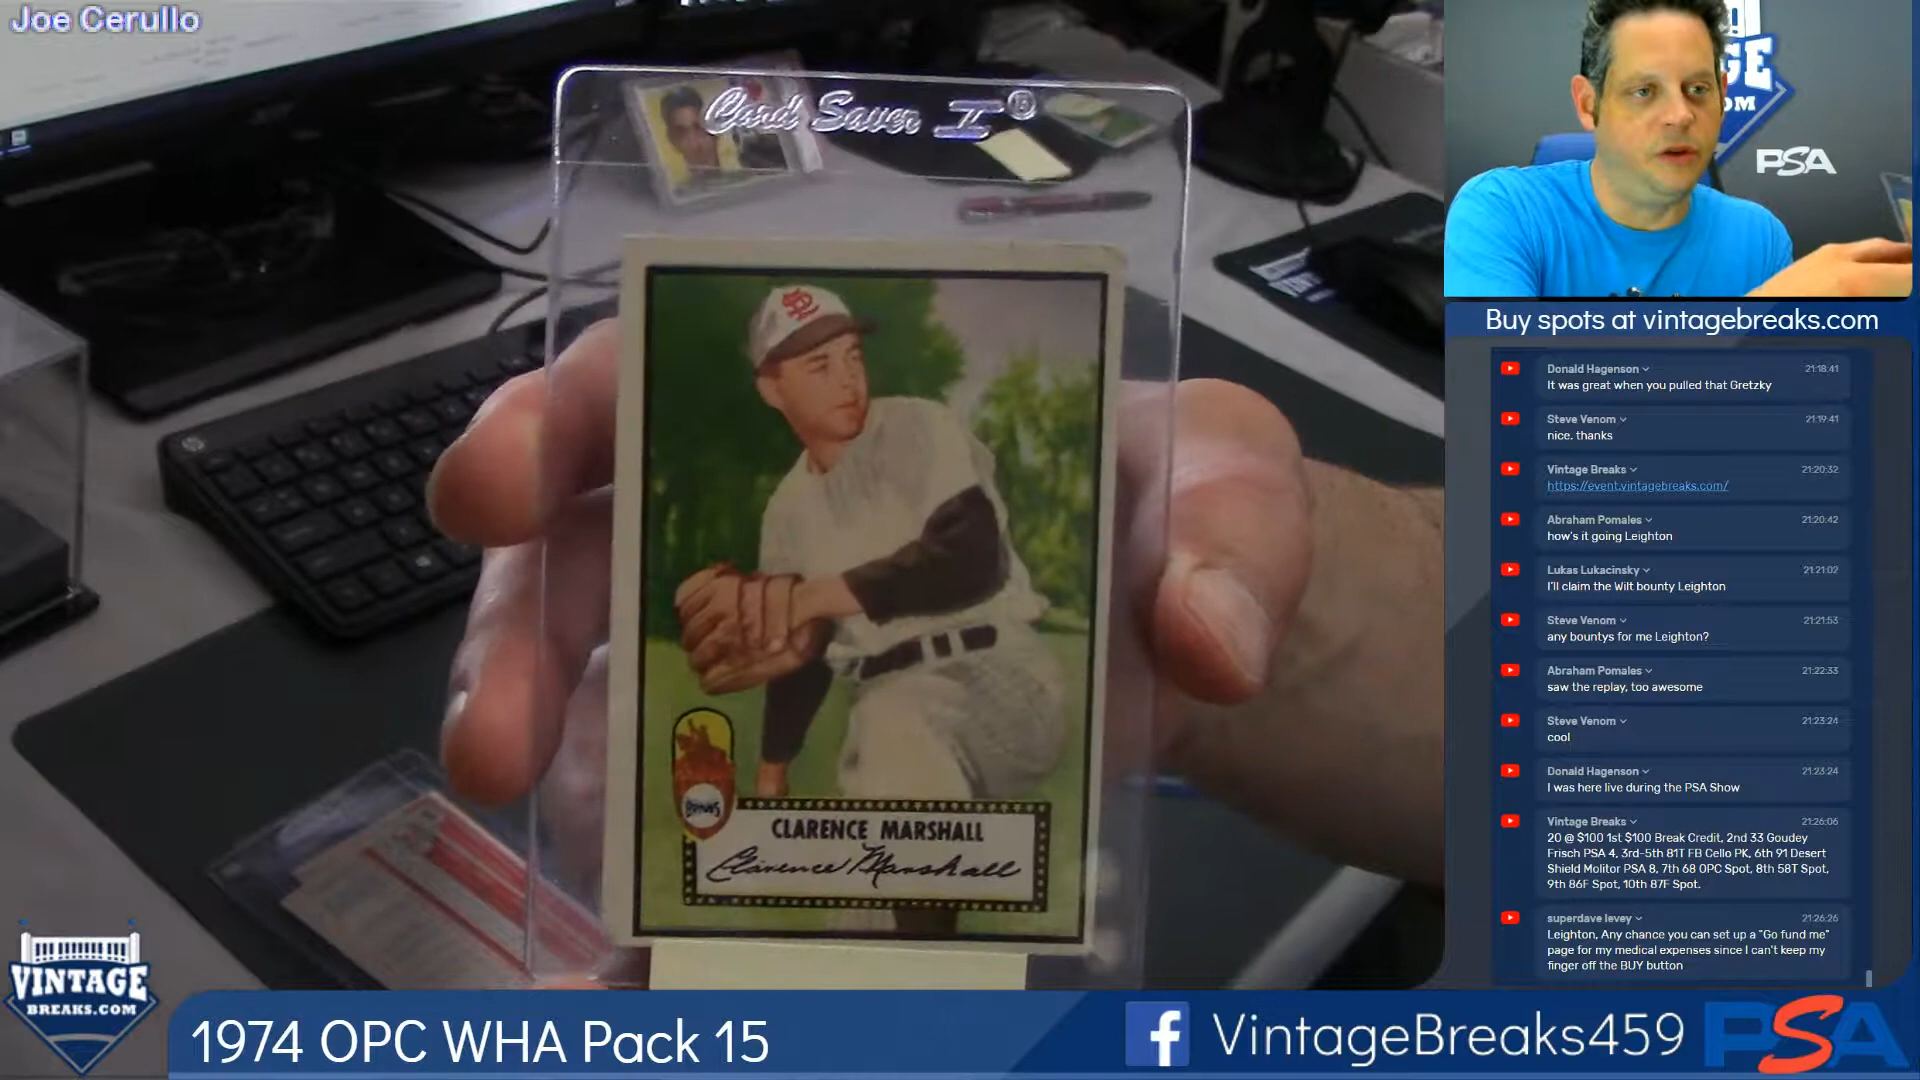 Joe Cerullo
Card Saver I®
STL
Browns
CLARENCE MARSHALL
Clarence Marshall
GE
OM
PSA
Buy spots at vintagebreaks.com
Donald Hagenson 21:18:41
It was great when you pulled that Gretzky
Steve Venom 21:19:41
nice. thanks
Vintage Breaks 21:20:32
https://event.vintagebreaks.com/
Abraham Pomales 21:20:42
how's it going Leighton
Lukas Lukacinsky 21:21:02
I'll claim the Wilt bounty Leighton
Steve Venom 21:21:53
any bountys for me Leighton?
Abraham Pomales 21:22:33
saw the replay, too awesome
Steve Venom 21:23:24
cool
Donald Hagenson 21:23:24
I was here live during the PSA Show
Vintage Breaks 21:26:06
20 @ $100 1st $100 Break Credit, 2nd 33 Goudey
Frisch PSA 4, 3rd-5th 81T FB Cello PK, 6th 91 Desert
Shield Molitor PSA 8, 7th 68 OPC Spot, 8th 58T Spot,
9th 86F Spot, 10th 87F Spot.
superdave levey 21:26:26
Leighton, Any chance you can set up a "Go fund me"
page for my medical expenses since I can't keep my
finger off the BUY button
VINTAGE
BREAKS.COM
1974 OPC WHA Pack 15
f VintageBreaks459
PSA